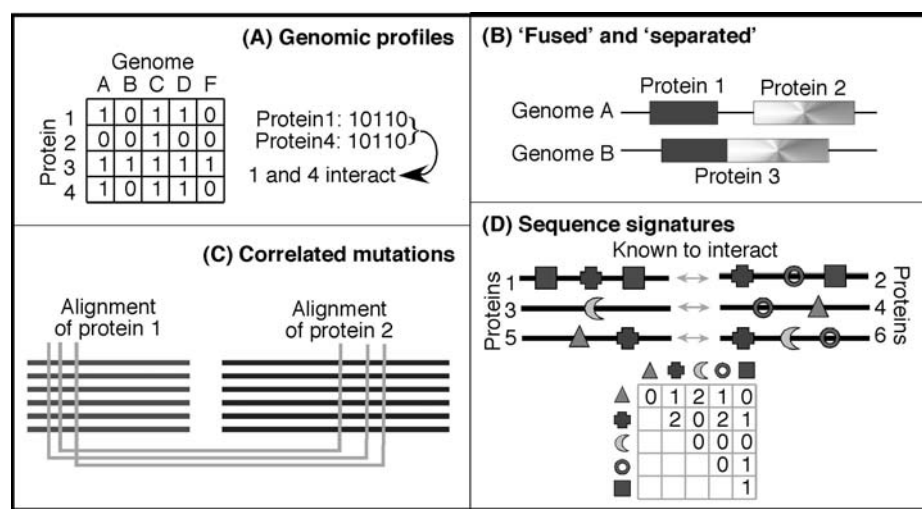 (A) Genomic profiles
Genome
A B C D F
Protein
1 1 0 1 1 0
2 0 0 1 0 0
3 1 1 1 1 1
4 1 0 1 1 0
Protein1: 10110
Protein4: 10110
1 and 4 interact
(B) 'Fused' and 'separated'
Protein 1 Protein 2
Genome A
Genome B
Protein 3
(C) Correlated mutations
Alignment
of protein 1
Alignment
of protein 2
(D) Sequence signatures
Known to interact
Proteins
1 2
3 4
5 6
Proteins
0 1 2 1 0
2 0 2 1
0 0 0
0 1
1